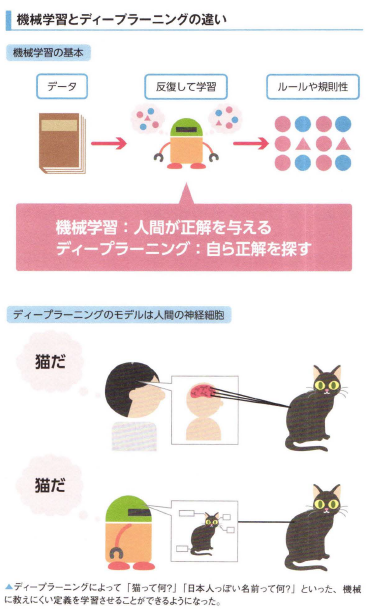 機械学習とディープラーニングの違い
機械学習の基本
データ
反復して学習
ルールや規則性
機械学習：人間が正解を与える
ディープラーニング：自ら正解を探す
ディープラーニングのモデルは人間の神経細胞
猫だ
猫だ
▲ディープラーニングによって「猫って何?」「日本人っぽい名前って何?」といった、機械
に教えにくい定義を学習させることができるようになった。